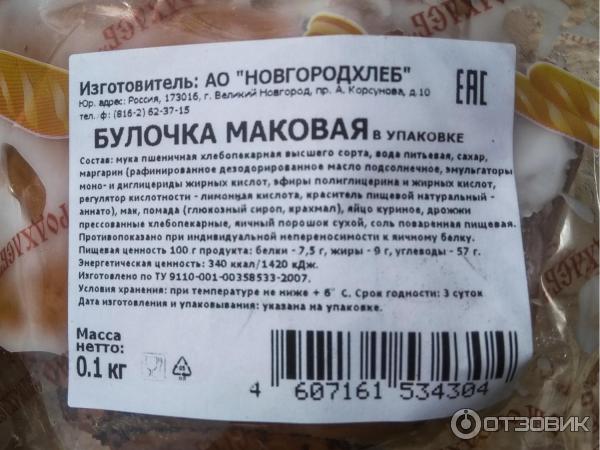 Изготовитель: АО "НОВГОРОДХЛЕБ"
Юр. адрес: Россия, 173016, г. Великий Новгород, пр. А. Корсунова, д.10
тел. ф: (816-2) 62-37-15
ЕАС
БУЛОЧКА МАКОВАЯ В УПАКОВКЕ
Состав: мука пшеничная хлебопекарная высшего сорта, вода питьевая, сахар,
маргарин (рафинированное дезодорированное масло подсолнечное, эмульгаторы
моно- и диглицериды жирных кислот, эфиры полиглицерина и жирных кислот,
регулятор кислотности - лимонная кислота, краситель пищевой натуральный -
аннато), мак, помада (глюкозный сироп, крахмал), яйцо куриное, дрожжи
прессованные хлебопекарные, яичный порошок сухой, соль поваренная пищевая.
Противопоказано при индивидуальной непереносимости к яичному белку.
Пищевая ценность 100 г продукта: белки - 7,5 г, жиры - 9 г, углеводы - 57 г.
Энергетическая ценность: 340 ккал/1420 кДж.
Изготовлено по ТУ 9110-001-00358533-2007.
Условия хранения: при температуре не ниже + 6° С. Срок годности: 3 суток
Дата изготовления и упаковывания: указана на упаковке.
Масса
нетто:
0.1 кг
4 607161 534304
ОТЗОВИК